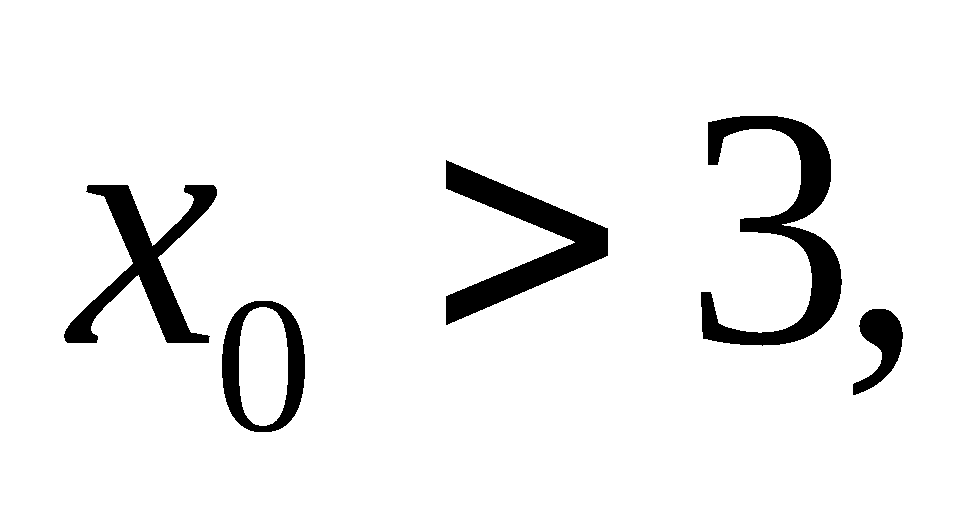 x₀ > 3,